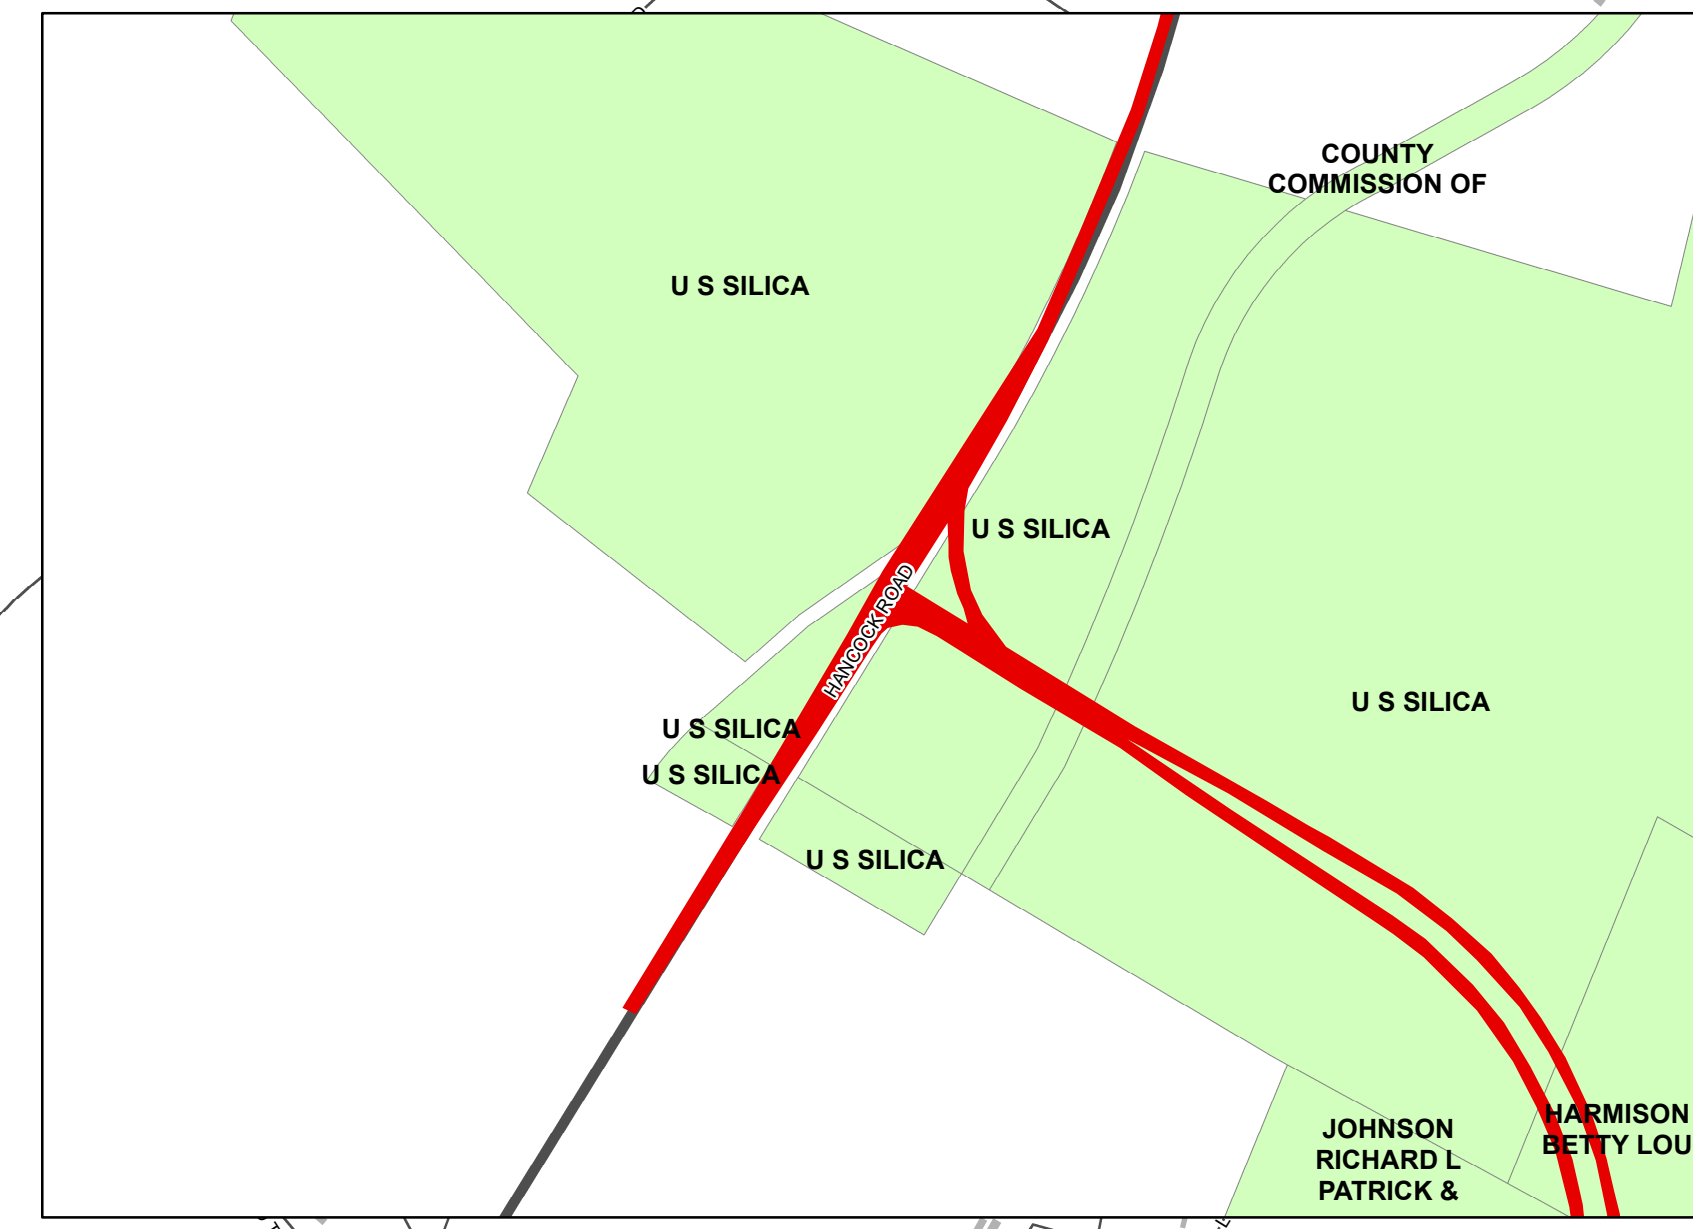 COUNTY
COMMISSION OF
U S SILICA
U S SILICA
HANCOCK ROAD
U S SILICA
U S SILICA
U S SILICA
U S SILICA
JOHNSON
RICHARD L
PATRICK &
HARMISON
BETTY LOU